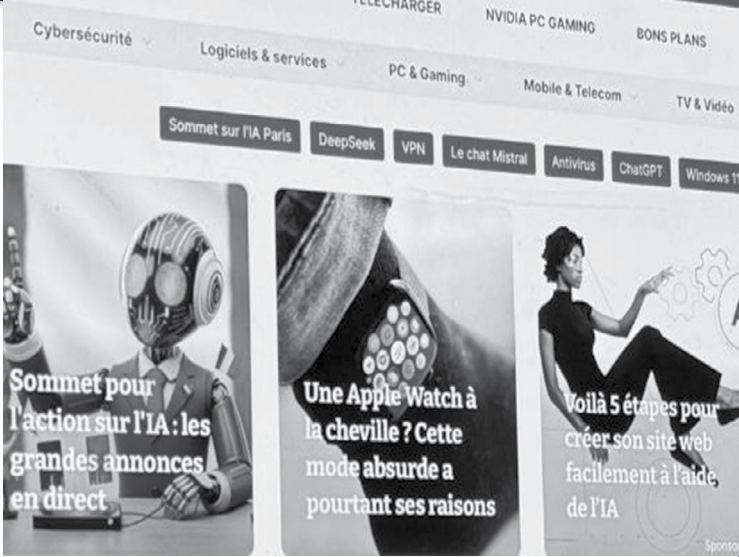 TÉLÉCHARGER NVIDIA PC GAMING BONS PLANS
Cybersécurité Logiciels & services PC & Gaming Mobile & Telecom TV & Vidéo
Sommet sur l'IA Paris DeepSeek VPN Le chat Mistral Antivirus ChatGPT Windows 11
Sommet pour
l'action sur l'IA : les
grandes annonces
en direct
Une Apple Watch à
la cheville ? Cette
mode absurde a
pourtant ses raisons
Voilà 5 étapes pour
créer son site web
facilement à l'aide
de l'IA